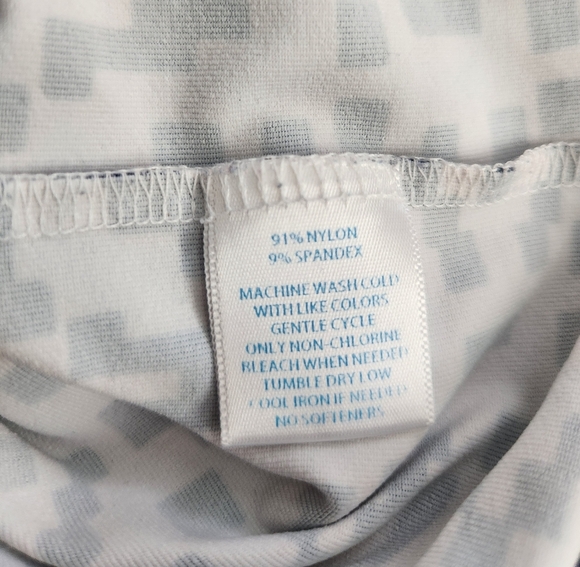 91% NYLON
9% SPANDEX
MACHINE WASH COLD
WITH LIKE COLORS
GENTLE CYCLE
ONLY NON-CHLORINE
BLEACH WHEN NEEDED
TUMBLE DRY LOW
COOL IRON IF NEEDED
NO SOFTENERS